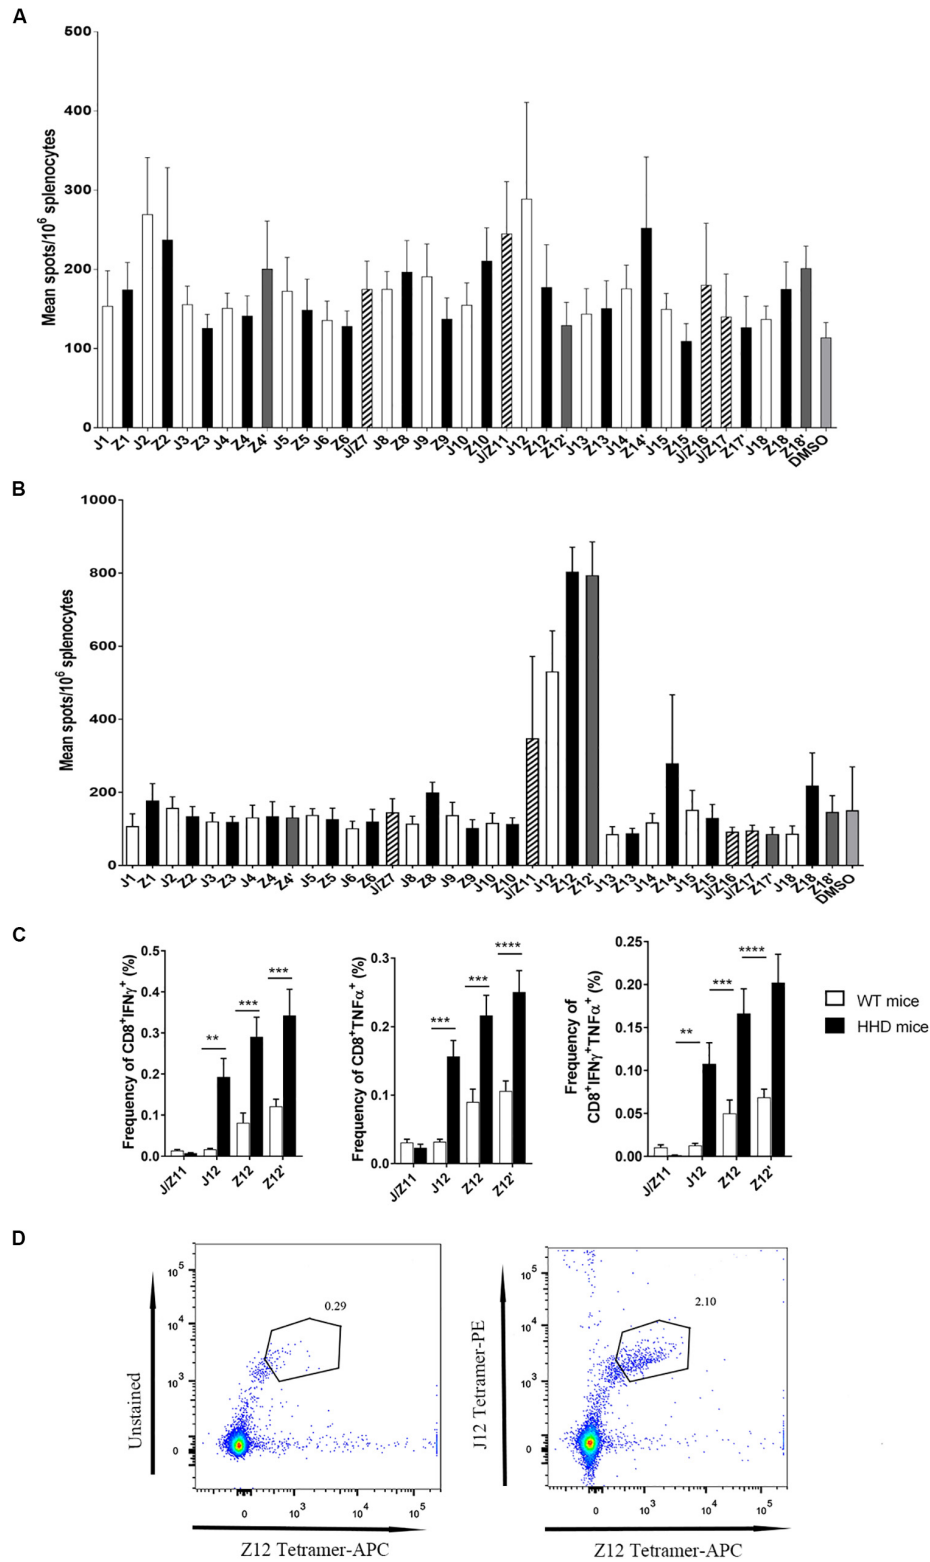 A
500
400
300
200
100
0
Mean spots/10⁶ splenocytes
J1 Z1 J2 Z2 J3 Z3 J4 Z4 Z4' J5 Z5 J6 Z6 J/Z7 J8 Z8 J9 Z9 J10 Z10 J/Z11 J12 Z12 Z12' J13 Z13 J14 Z14' J15 Z15 J/Z16 J/Z17 Z17' J18 Z18 Z18' DMSO
B
1000
800
600
400
200
0
Mean spots/10⁶ splenocytes
J1 Z1 J2 Z2 J3 Z3 J4 Z4 Z4' J5 Z5 J6 Z6 J/Z7 J8 Z8 J9 Z9 J10 Z10 J/Z11 J12 Z12 Z12' J13 Z13 J14 Z14 J15 Z15 J/Z16 J/Z17 Z17' J18 Z18 Z18' DMSO
C
Frequency of CD8⁺IFNγ⁺ (%)
0.5
0.4
0.3
0.2
0.1
0.0
** *** ***
J/Z11 J12 Z12 Z12'
Frequency of CD8⁺TNFα⁺ (%)
0.3
0.2
0.1
0.0
*** *** ****
J/Z11 J12 Z12 Z12'
Frequency of
CD8⁺IFNγ⁺TNFα⁺ (%)
0.25
0.20
0.15
0.10
0.05
0.00
** *** ****
J/Z11 J12 Z12 Z12'
WT mice
HHD mice
D
Unstained
10⁵
10⁴
10³
0
0.29
0 10³ 10⁴ 10⁵
Z12 Tetramer-APC
J12 Tetramer-PE
10⁵
10⁴
10³
0
2.10
0 10³ 10⁴ 10⁵
Z12 Tetramer-APC